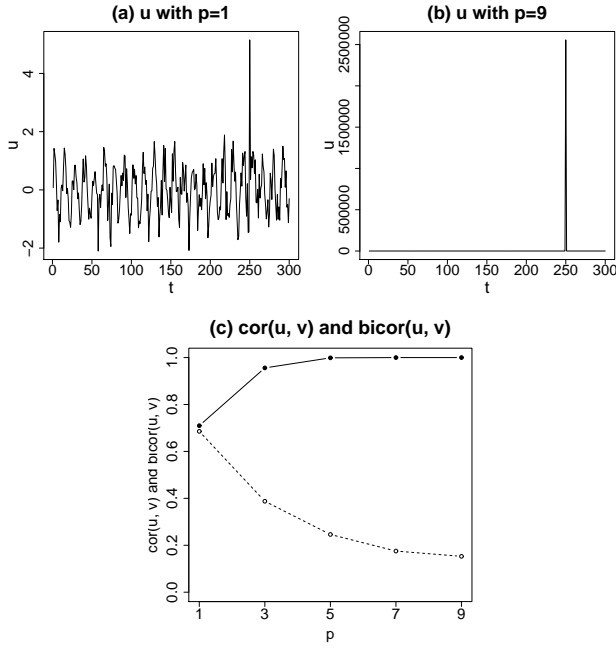 (a) u with p=1
u
−2 0 2 4
0 50 100 150 200 250 300
t
(b) u with p=9
u
0 500000 1500000 2500000
0 50 100 150 200 250 300
t
(c) cor(u, v) and bicor(u, v)
cor(u, v) and bicor(u, v)
0.0 0.2 0.4 0.6 0.8 1.0
1 3 5 7 9
p